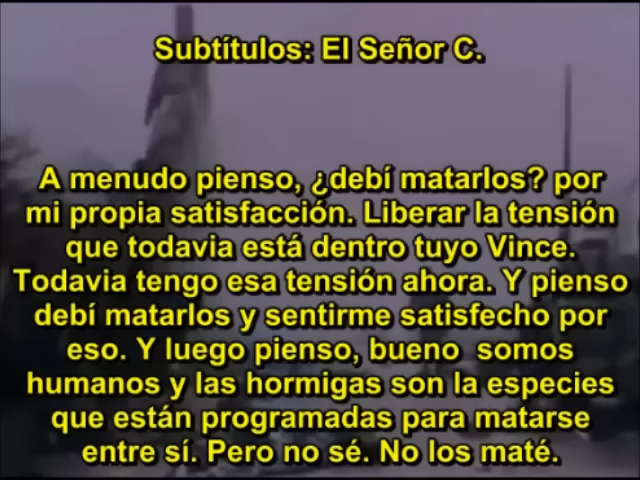 Subtítulos: El Señor C.
A menudo pienso, ¿debí matarlos? por
mi propia satisfacción. Liberar la tensión
que todavia está dentro tuyo Vince.
Todavia tengo esa tensión ahora. Y pienso
debí matarlos y sentirme satisfecho por
eso. Y luego pienso, bueno somos
humanos y las hormigas son la especies
que están programadas para matarse
entre sí. Pero no sé. No los maté.